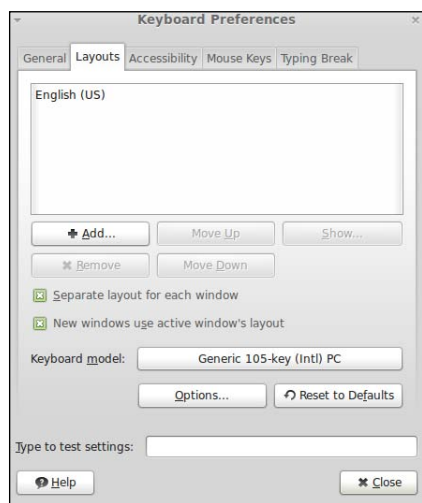 Keyboard Preferences
General Layouts Accessibility Mouse Keys Typing Break
English (US)
Add... Move Up Show...
Remove Move Down
Separate layout for each window
New windows use active window's layout
Keyboard model: Generic 105-key (Intl) PC
Options... Reset to Defaults
Type to test settings:
Help Close